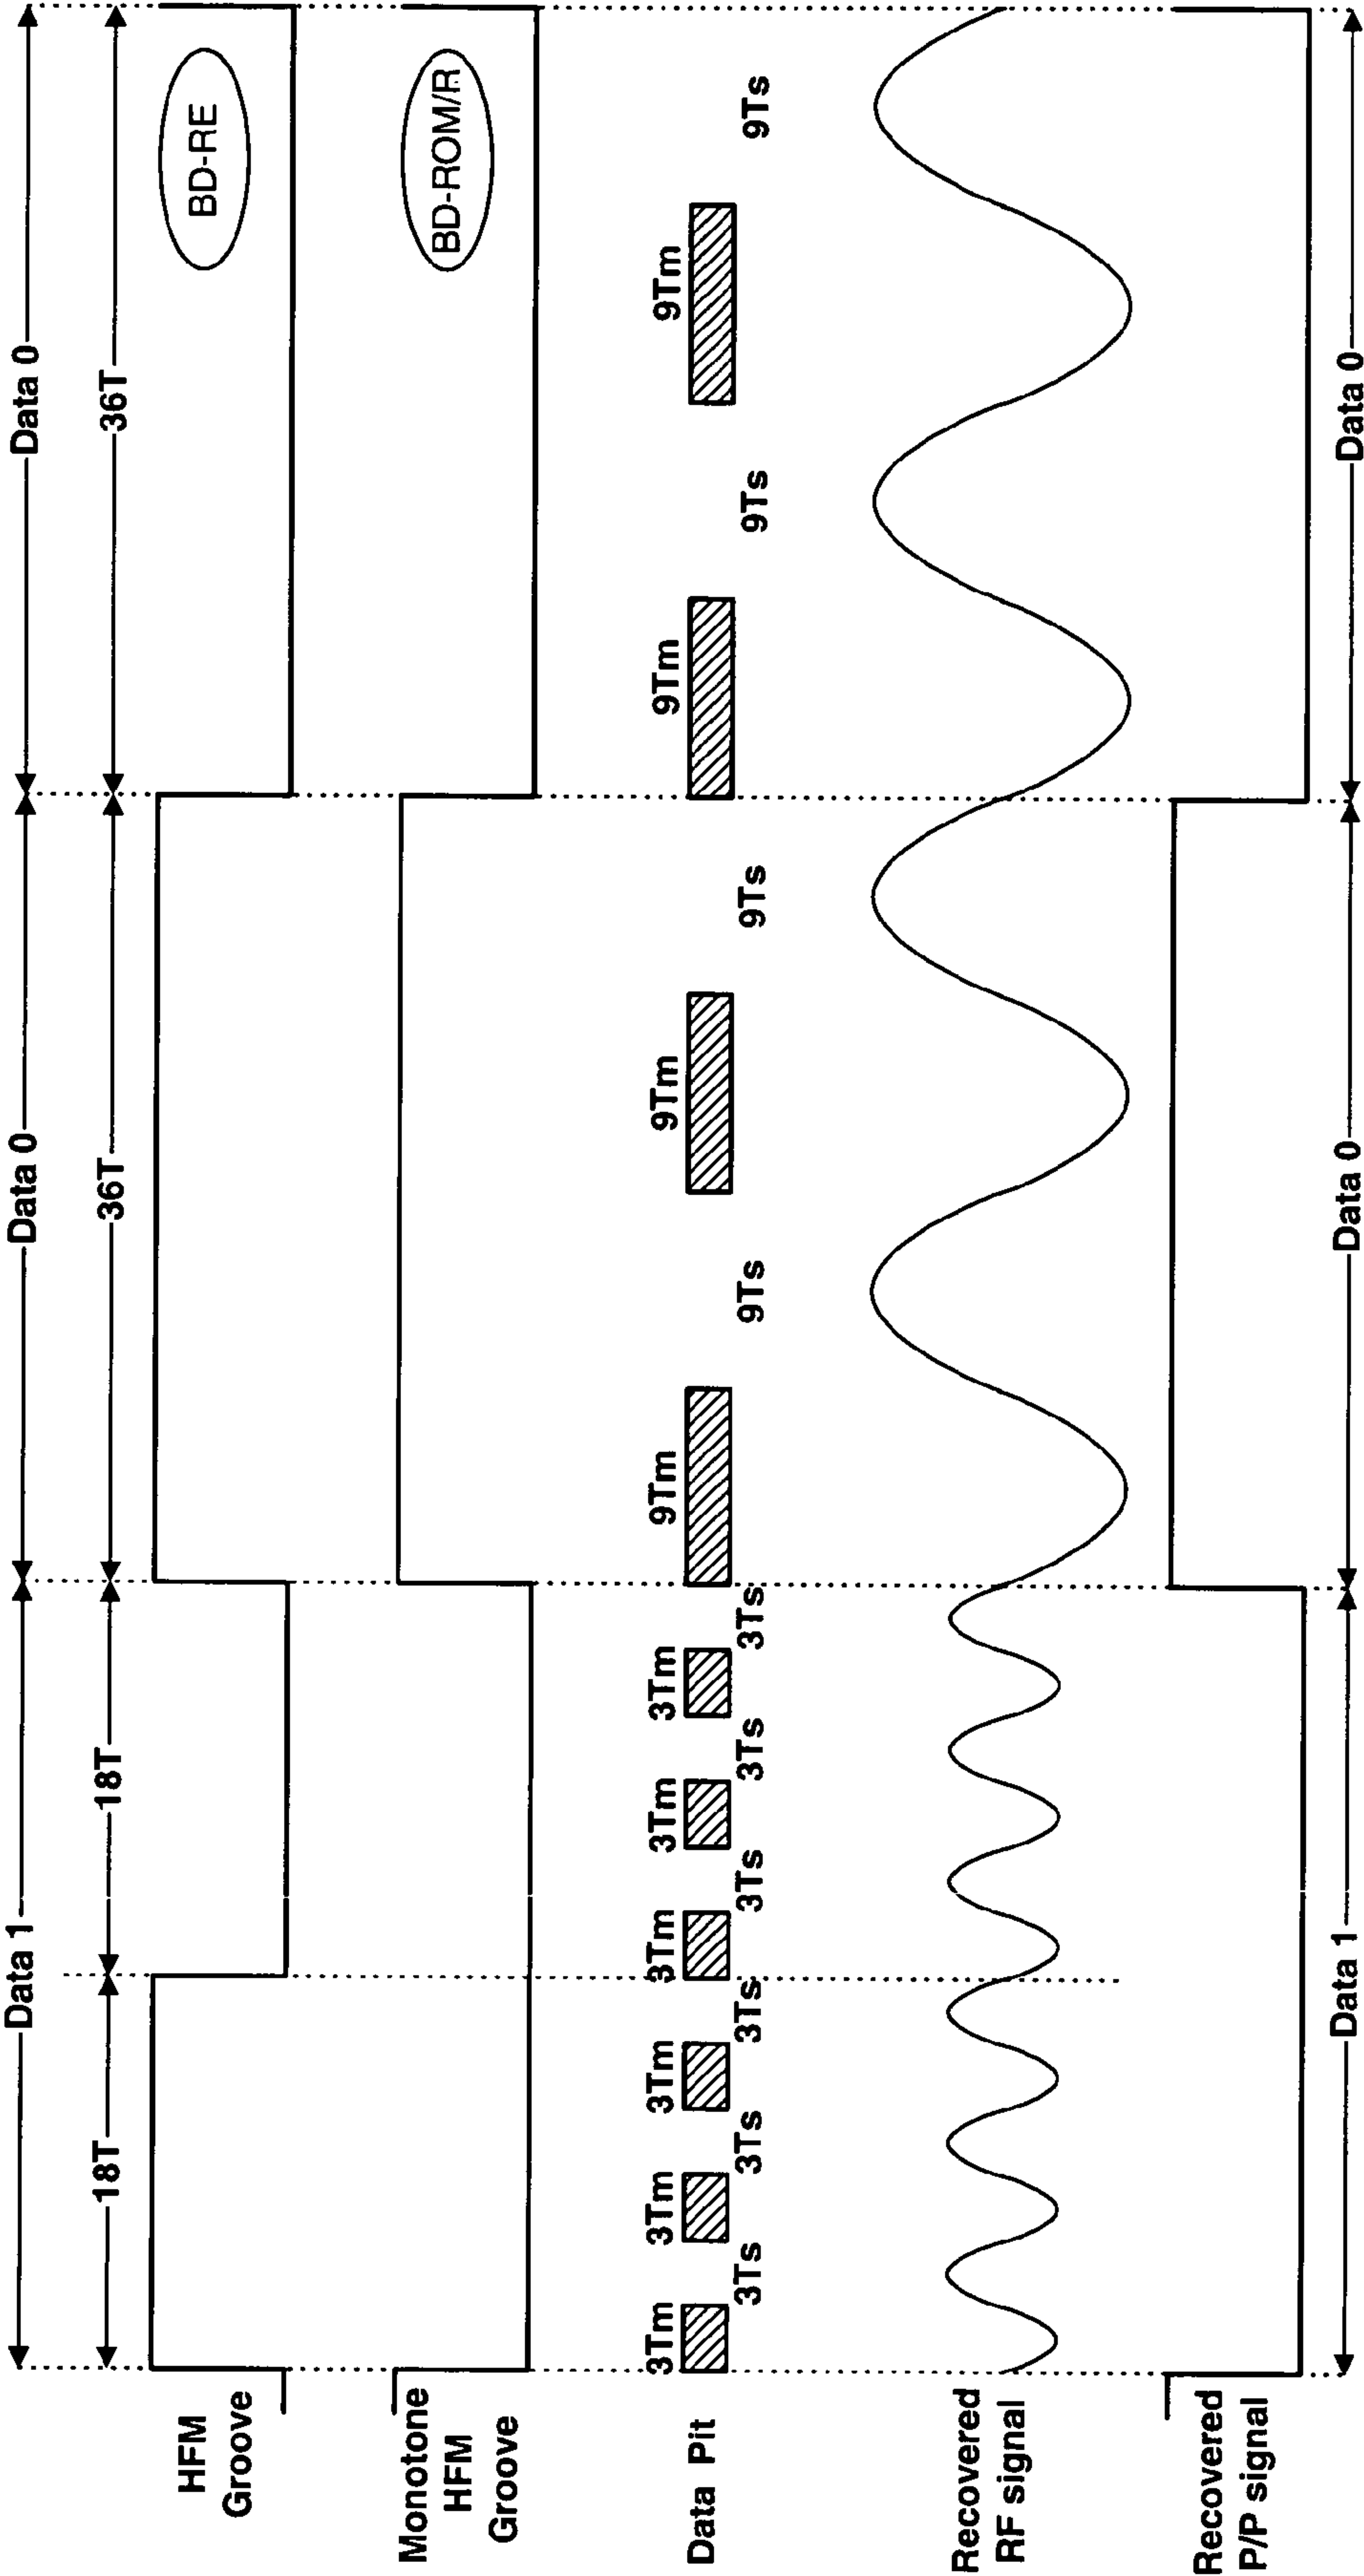 Data 1
Data 0
Data 0
18T
18T
36T
36T
HFM
Groove
BD-RE
Monotone
HFM
Groove
BD-ROM/R
Data Pit
3Tm
3Tm
3Tm
3Tm
3Tm
3Tm
9Tm
9Tm
9Tm
9Tm
3Ts
3Ts
3Ts
3Ts
3Ts
3Ts
9Ts
9Ts
9Ts
9Ts
Recovered
RF signal
Recovered
P/P signal
Data 1
Data 0
Data 0